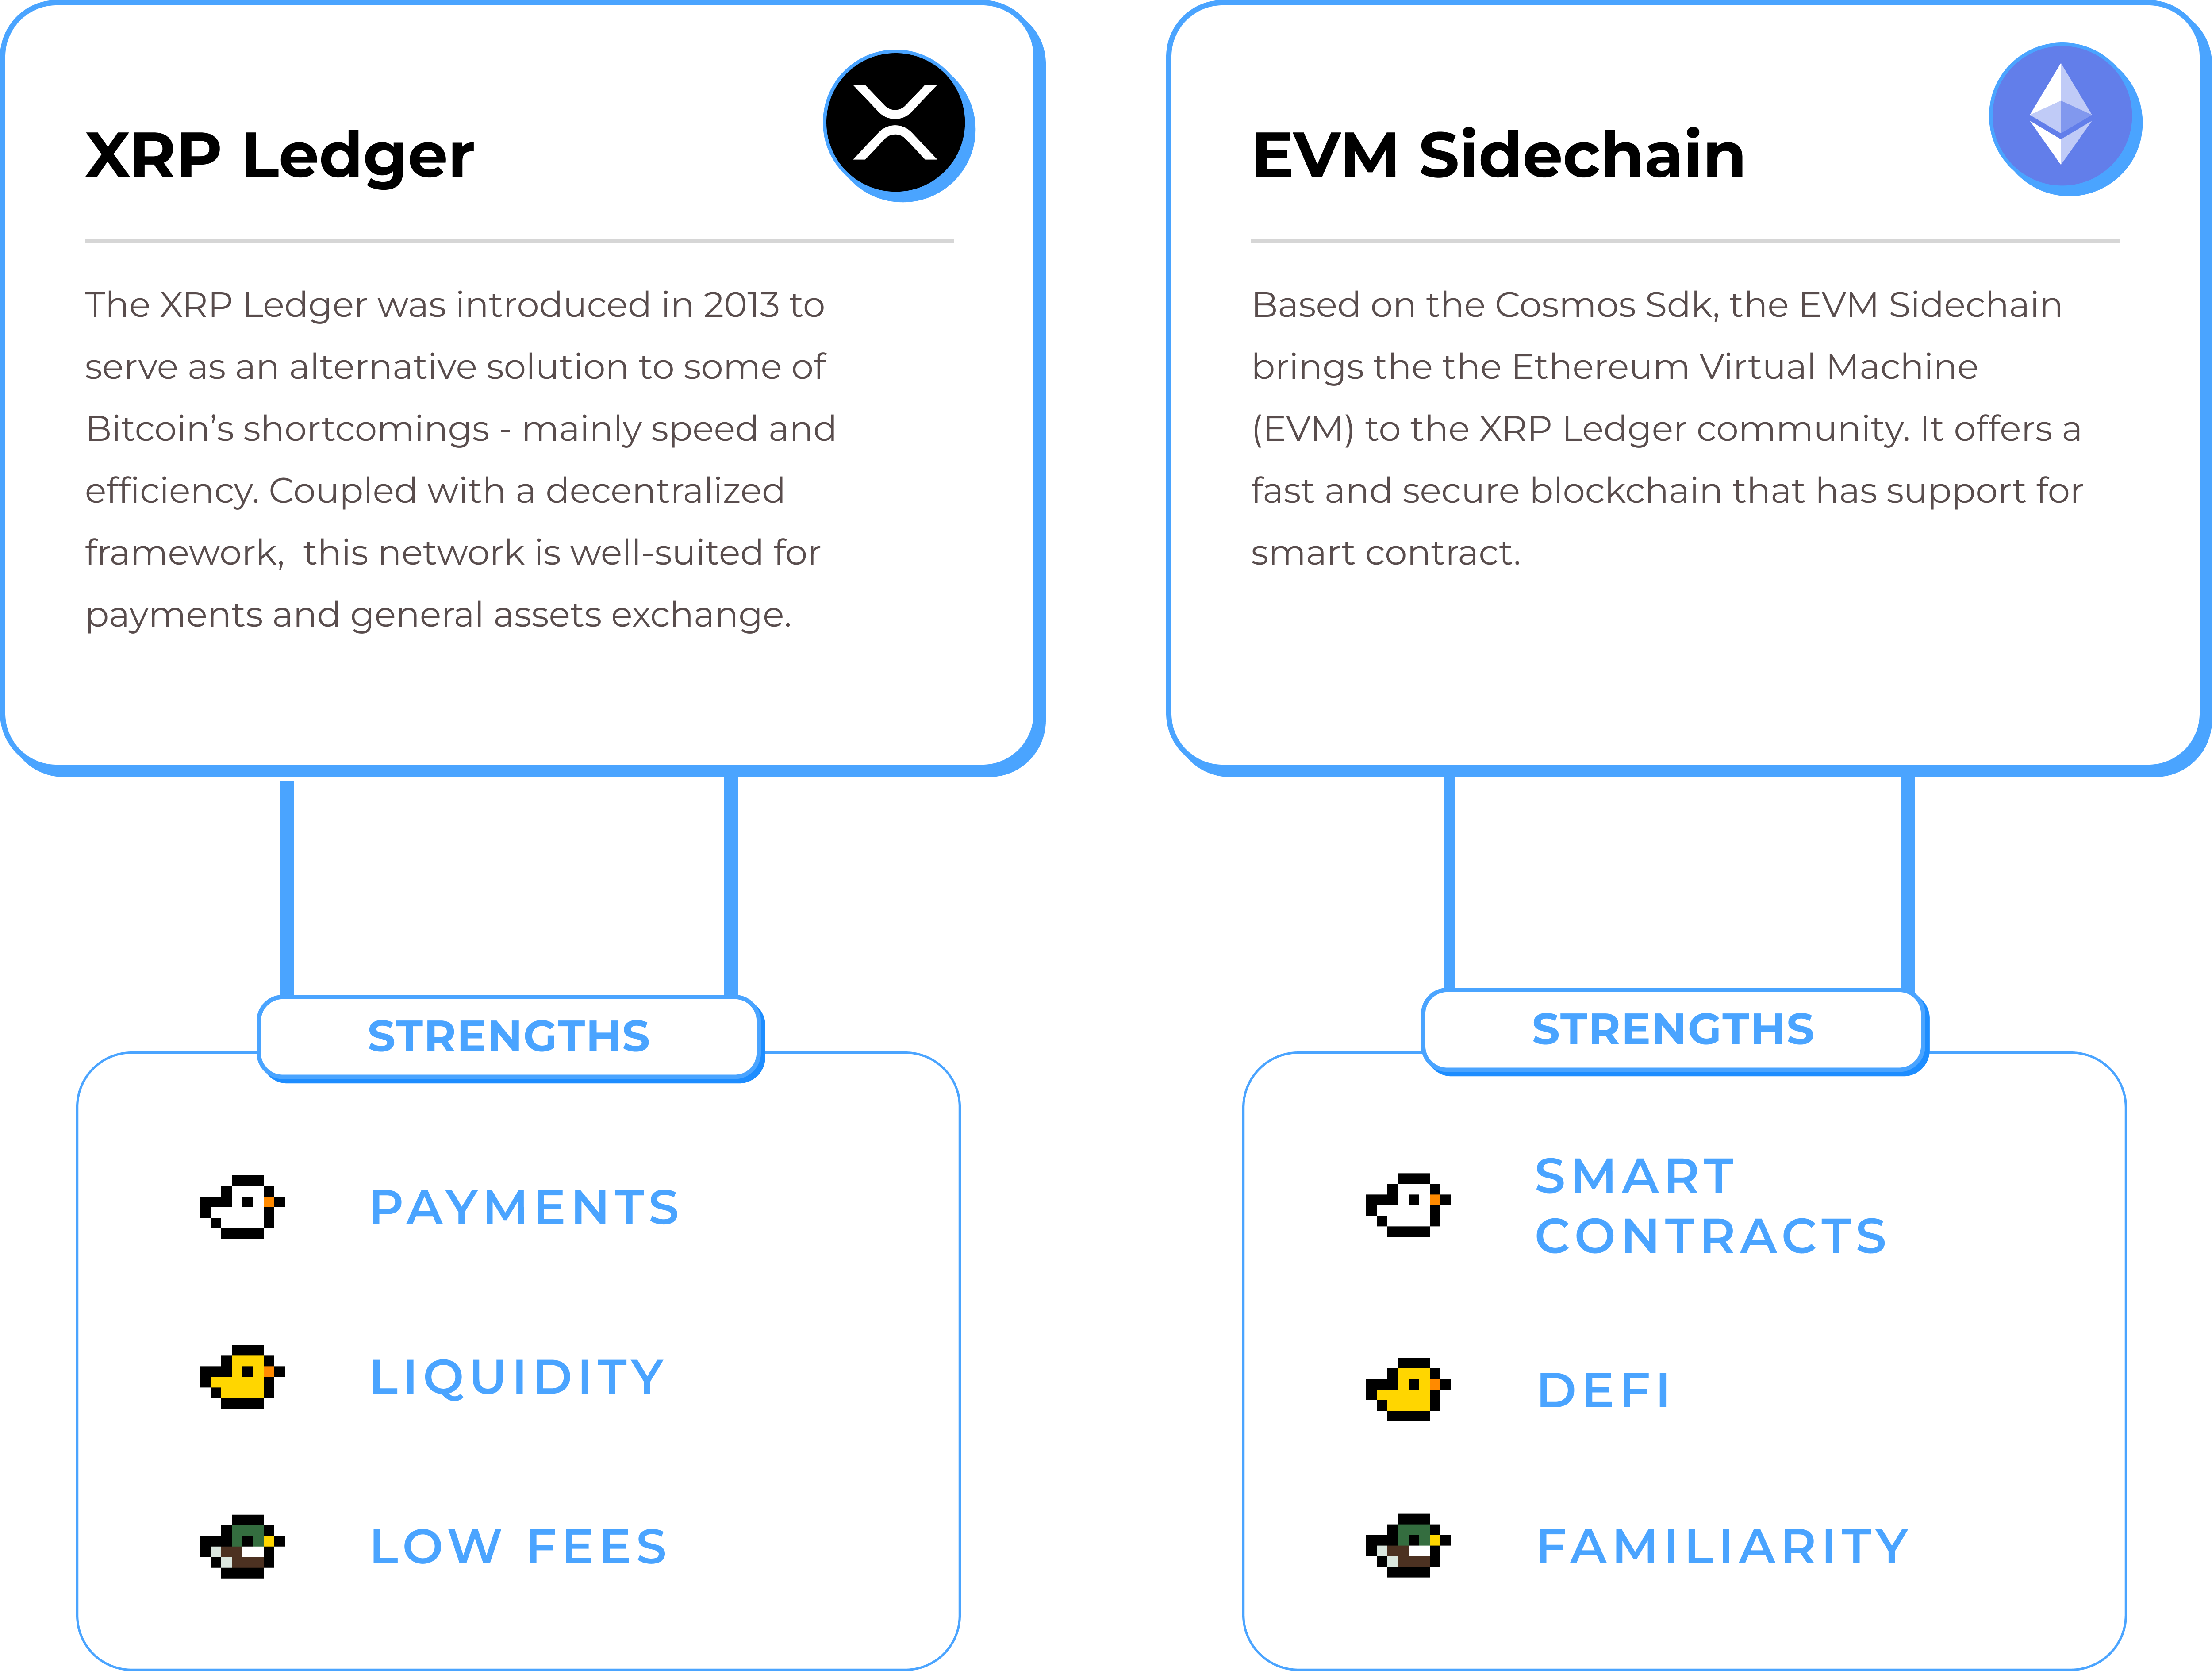 XRP Ledger
The XRP Ledger was introduced in 2013 to
serve as an alternative solution to some of
Bitcoin’s shortcomings - mainly speed and
efficiency. Coupled with a decentralized
framework,  this network is well-suited for
payments and general assets exchange.
STRENGTHS
PAYMENTS
LIQUIDITY
LOW FEES
EVM Sidechain
Based on the Cosmos Sdk, the EVM Sidechain
brings the the Ethereum Virtual Machine
(EVM) to the XRP Ledger community. It offers a
fast and secure blockchain that has support for
smart contract.
STRENGTHS
SMART
CONTRACTS
DEFI
FAMILIARITY